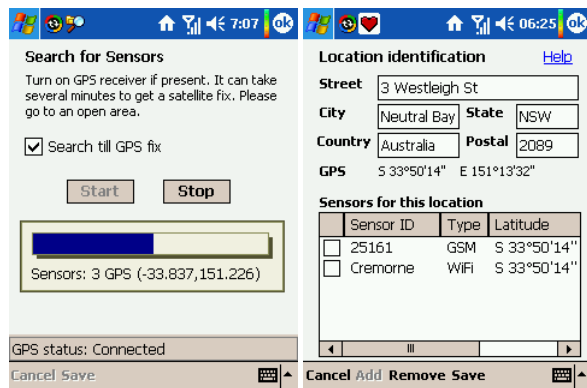 7:07 ok
Search for Sensors
Turn on GPS receiver if present. It can take
several minutes to get a satellite fix. Please
go to an open area.
Search till GPS fix
Start Stop
Sensors: 3 GPS (-33.837,151.226)
GPS status: Connected
Cancel Save
06:25 ok
Location identification Help
Street 3 Westleigh St
City Neutral Bay State NSW
Country Australia Postal 2089
GPS S 33°50'14" E 151°13'32"
Sensors for this location
Sensor ID Type Latitude
25161 GSM S 33°50'14"
Cremorne WiFi S 33°50'14"
Cancel Add Remove Save